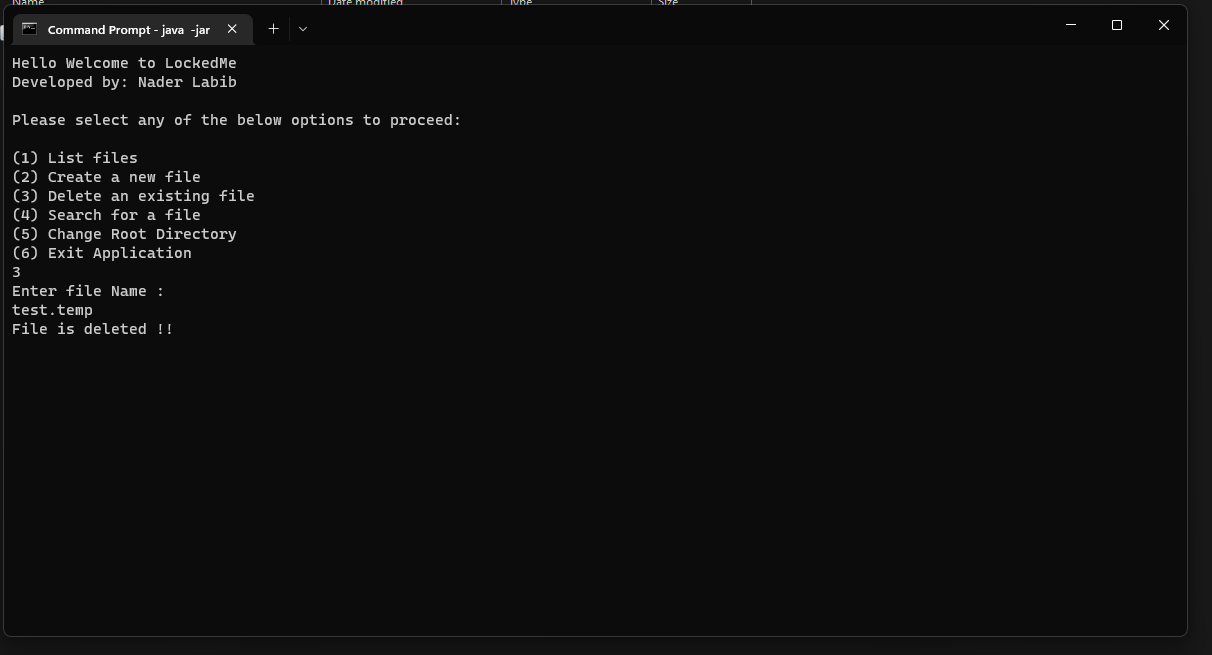 Name Date modified Type Size
Command Prompt - java -jar
Hello Welcome to LockedMe
Developed by: Nader Labib
Please select any of the below options to proceed:
(1) List files
(2) Create a new file
(3) Delete an existing file
(4) Search for a file
(5) Change Root Directory
(6) Exit Application
3
Enter file Name :
test.temp
File is deleted !!